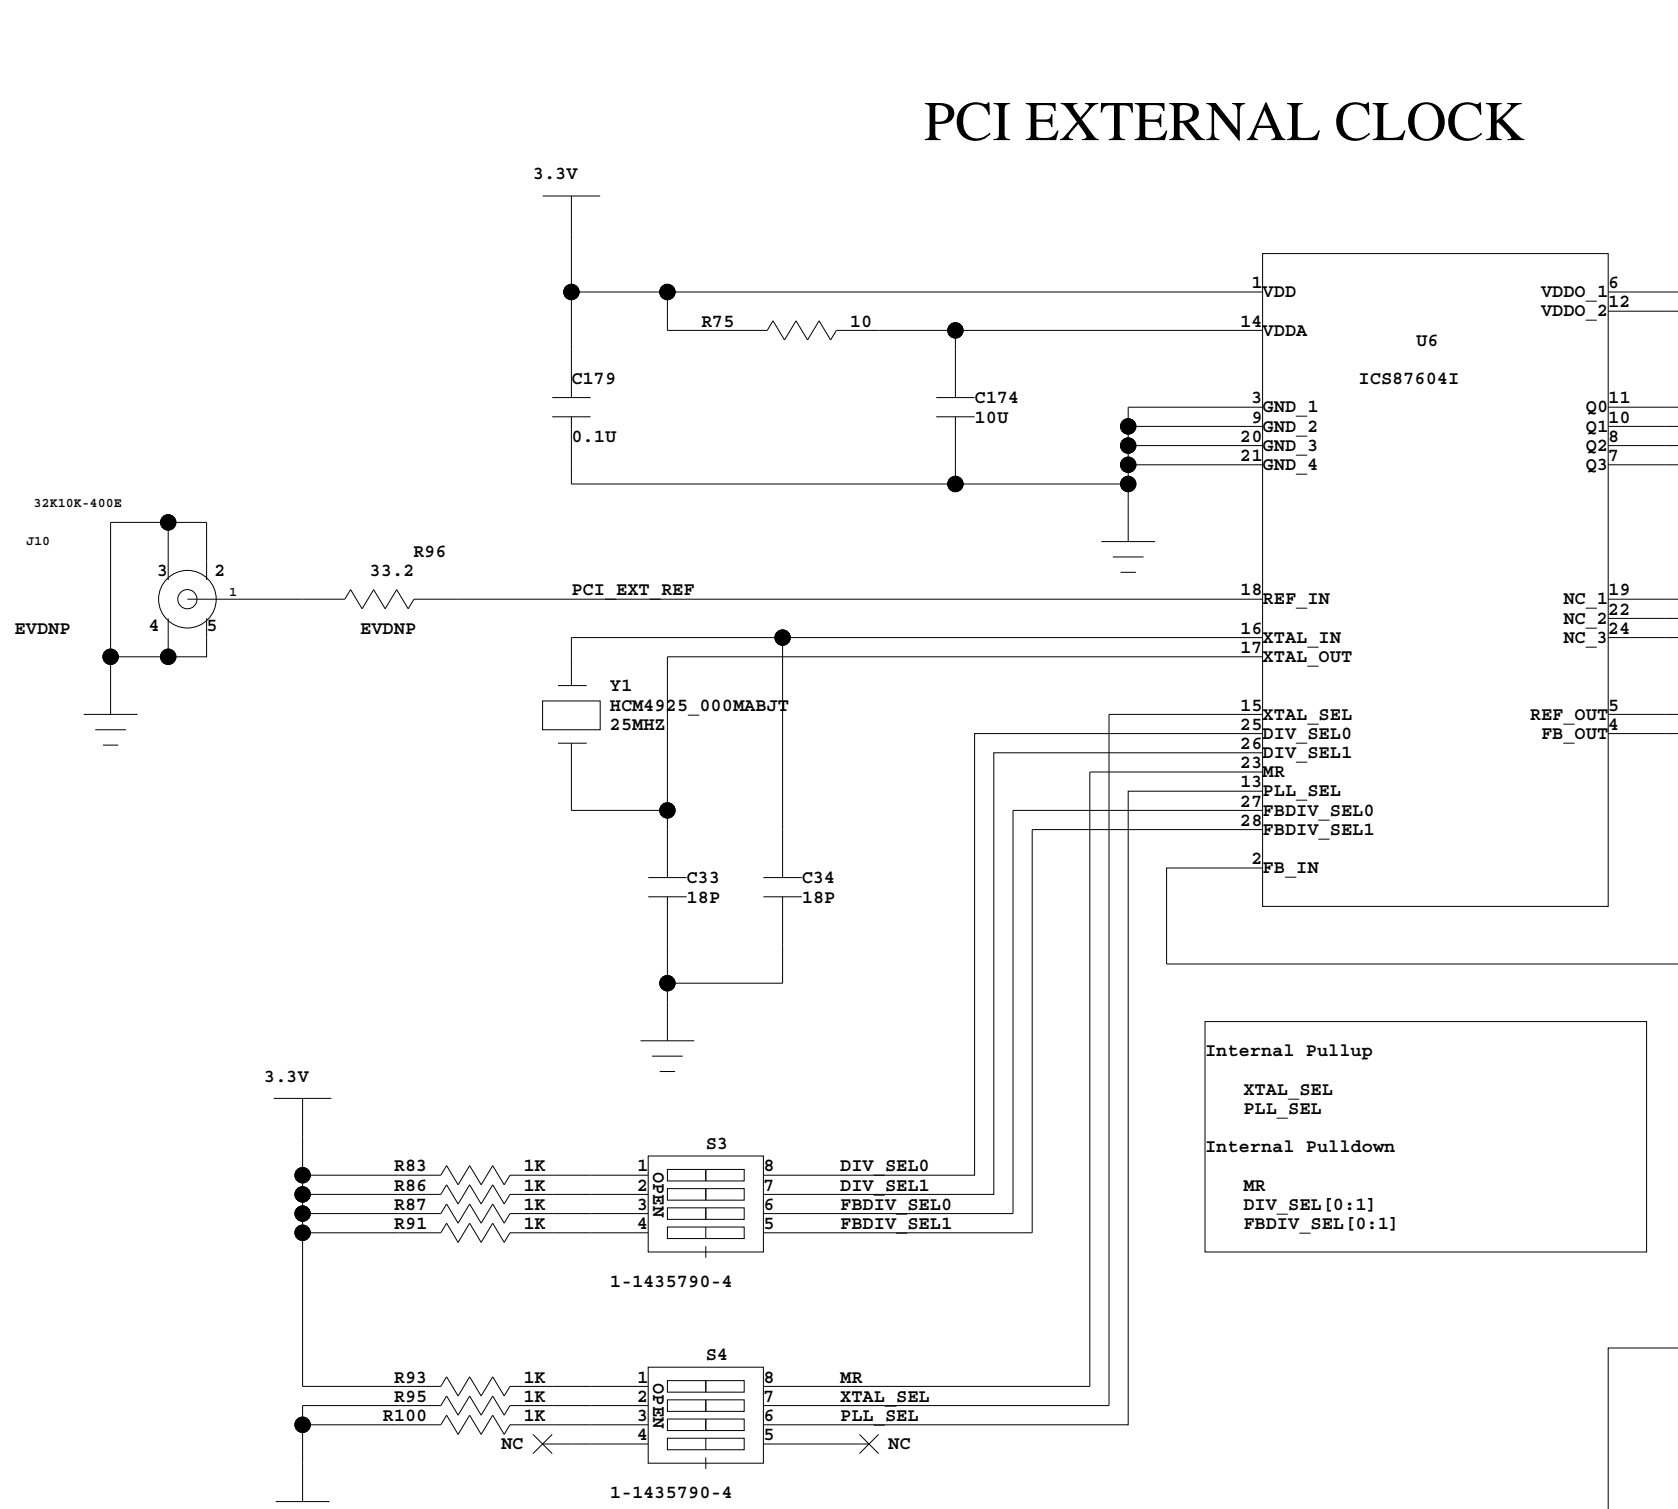 PCI EXTERNAL CLOCK
3.3V
1 VDD
VDDO_1 6
VDDO_2 12
R75 10
14 VDDA
U6
ICS87604I
C179
0.1U
C174
10U
3 GND_1
9 GND_2
20 GND_3
21 GND_4
Q0 11
Q1 10
Q2 8
Q3 7
32K10K-400E
J10
3 2
1
4 5
EVDNP
R96
33.2
EVDNP
PCI_EXT_REF
18 REF_IN
16 XTAL_IN
17 XTAL_OUT
NC_1 19
NC_2 22
NC_3 24
Y1
HCM4925_000MABJT
25MHZ
15 XTAL_SEL
25 DIV_SEL0
26 DIV_SEL1
23 MR
13 PLL_SEL
27 FBDIV_SEL0
28 FBDIV_SEL1
2 FB_IN
REF_OUT 5
FB_OUT 4
C33
18P
C34
18P
Internal Pullup
XTAL_SEL
PLL_SEL
Internal Pulldown
MR
DIV_SEL[0:1]
FBDIV_SEL[0:1]
3.3V
S3
R83 1K 1 8 DIV_SEL0
R86 1K 2 7 DIV_SEL1
R87 1K 3 6 FBDIV_SEL0
R91 1K 4 5 FBDIV_SEL1
OPEN
1-1435790-4
S4
R93 1K 1 8 MR
R95 1K 2 7 XTAL_SEL
R100 1K 3 6 PLL_SEL
NC 4 5 NC
OPEN
1-1435790-4